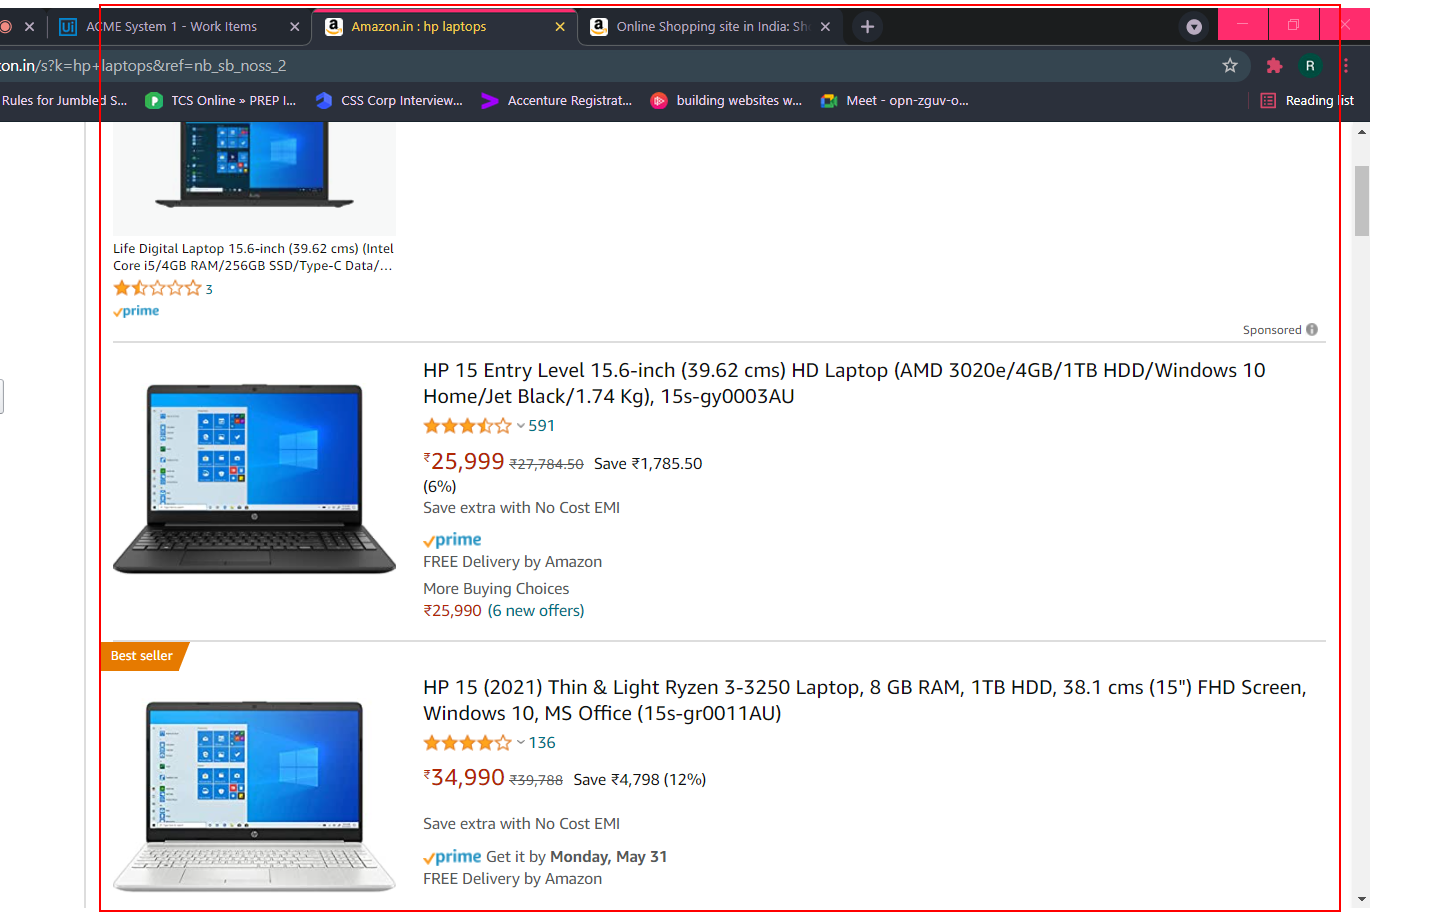 ACME System 1 - Work Items
Amazon.in : hp laptops
Online Shopping site in India: Sh
zon.in/s?k=hp+laptops&ref=nb_sb_noss_2
R
Rules for Jumbled S...
TCS Online » PREP I...
CSS Corp Interview...
Accenture Registrat...
building websites w...
Meet - opn-zguv-o...
Reading list
Life Digital Laptop 15.6-inch (39.62 cms) (Intel
Core i5/4GB RAM/256GB SSD/Type-C Data/...
3
prime
Sponsored
HP 15 Entry Level 15.6-inch (39.62 cms) HD Laptop (AMD 3020e/4GB/1TB HDD/Windows 10
Home/Jet Black/1.74 Kg), 15s-gy0003AU
591
₹25,999 ₹27,784.50 Save ₹1,785.50
(6%)
Save extra with No Cost EMI
prime
FREE Delivery by Amazon
More Buying Choices
₹25,990 (6 new offers)
Best seller
HP 15 (2021) Thin & Light Ryzen 3-3250 Laptop, 8 GB RAM, 1TB HDD, 38.1 cms (15") FHD Screen,
Windows 10, MS Office (15s-gr0011AU)
136
₹34,990 ₹39,788 Save ₹4,798 (12%)
Save extra with No Cost EMI
prime Get it by Monday, May 31
FREE Delivery by Amazon